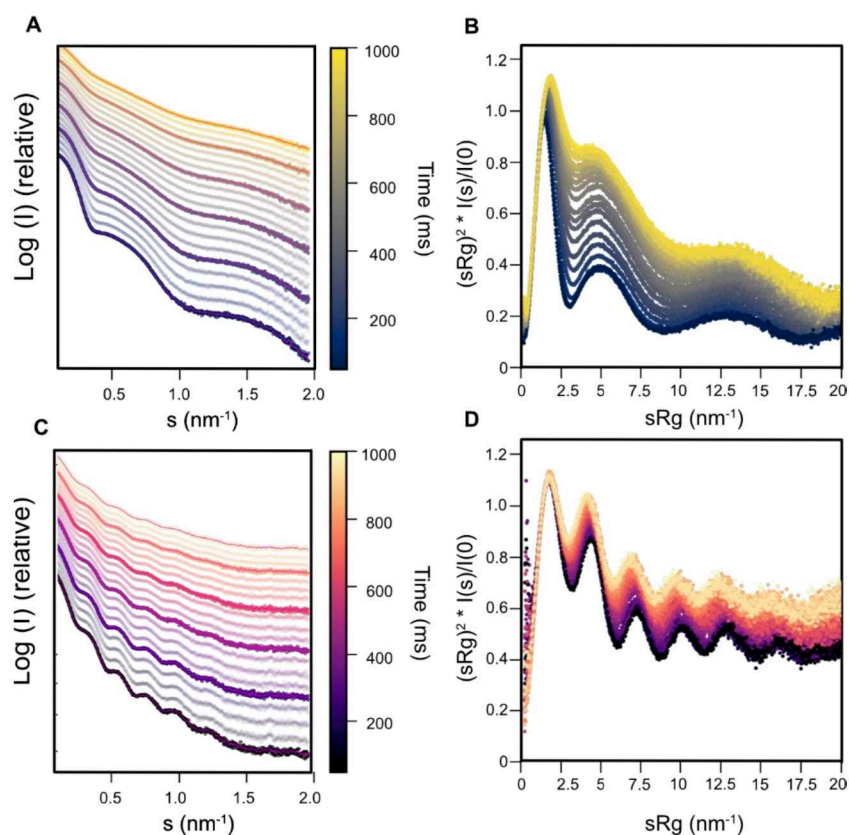 A
Log (I) (relative)
0.5 1.0 1.5 2.0
s (nm⁻¹)
1000
800
600
400
200
Time (ms)
B
(sRg)² * I(s)/I(0)
1.2
1.0
0.8
0.6
0.4
0.2
0
0 2.5 5 7.5 10 12.5 15 17.5 20
sRg (nm⁻¹)
C
Log (I) (relative)
0.5 1.0 1.5 2.0
s (nm⁻¹)
1000
800
600
400
200
Time (ms)
D
(sRg)² * I(s)/I(0)
1.2
1.0
0.8
0.6
0.4
1.2
0
0 2.5 5 7.5 10 12.5 15 17.5 20
sRg (nm⁻¹)